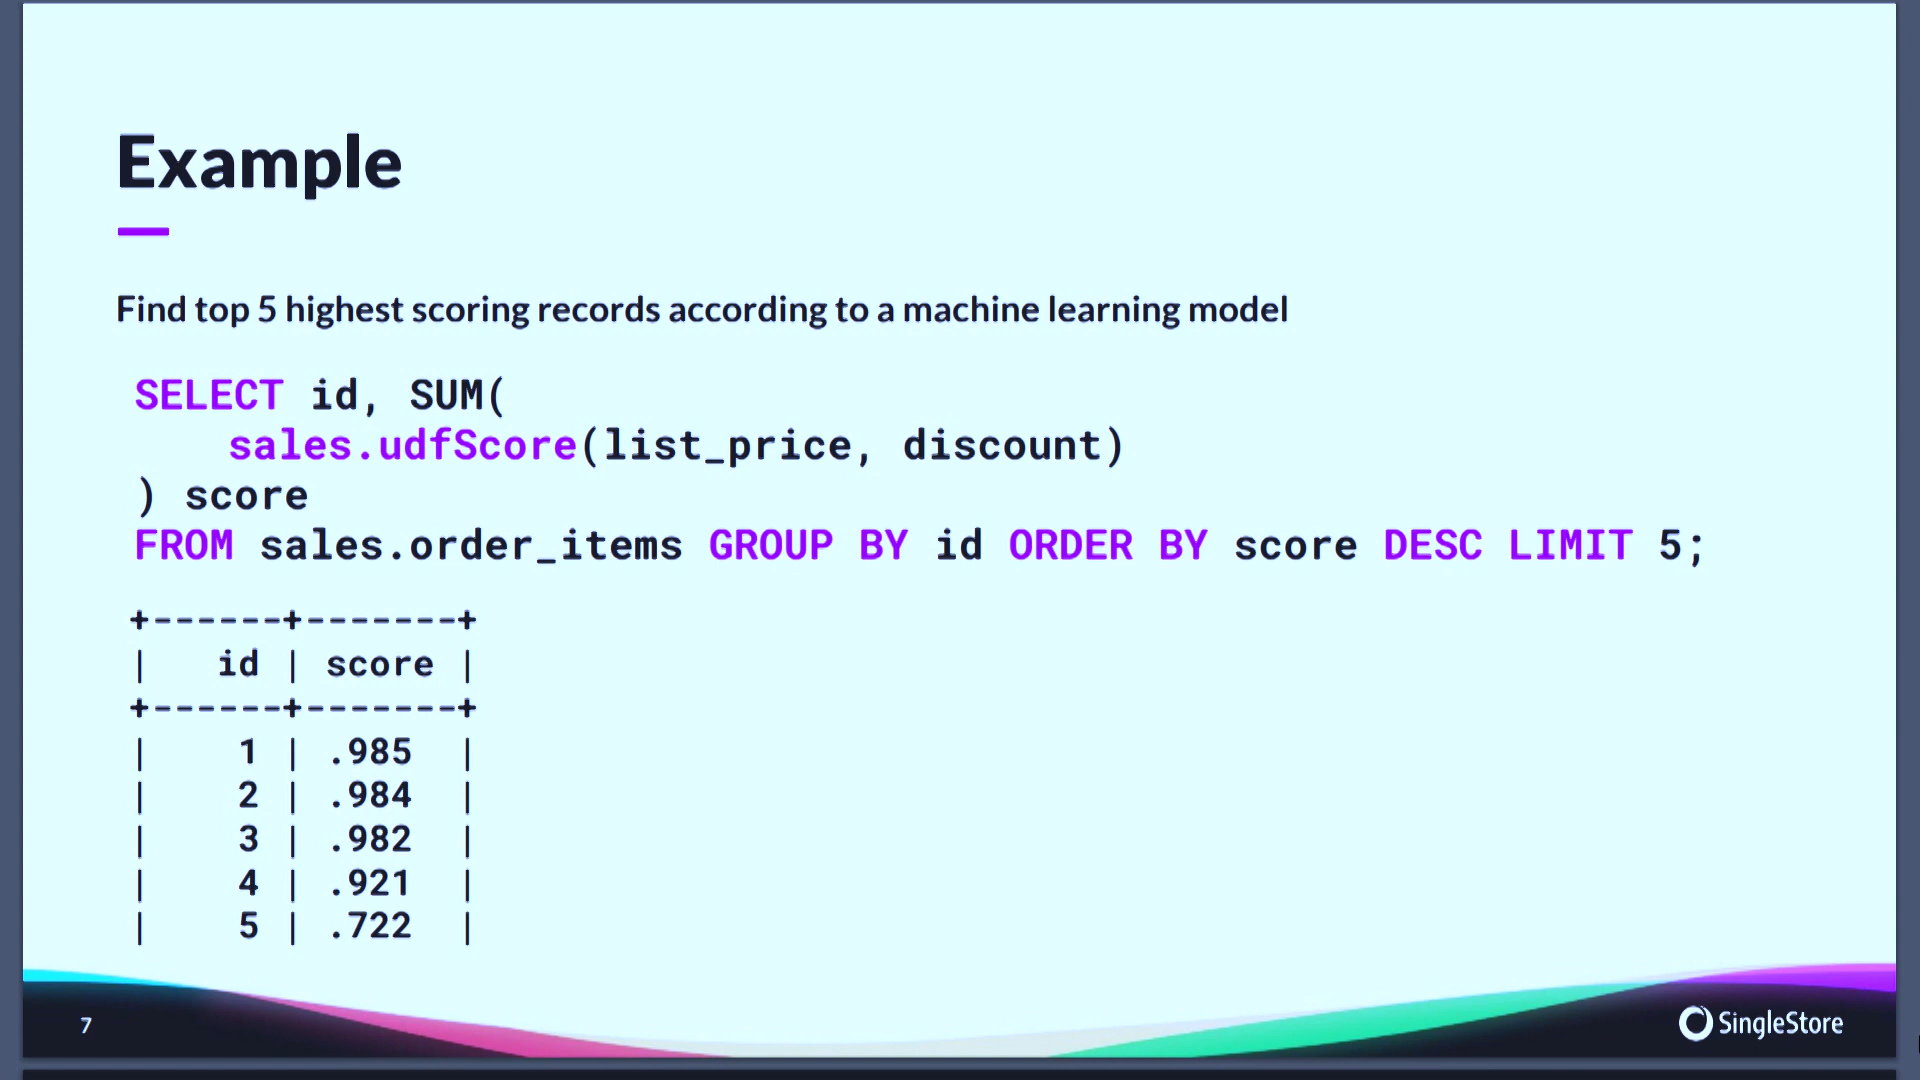 Example
Find top 5 highest scoring records according to a machine learning model
SELECT id, SUM(
    sales.udfScore(list_price, discount)
) score
FROM sales.order_items GROUP BY id ORDER BY score DESC LIMIT 5;
+------+-------+
|   id | score |
+------+-------+
|    1 | .985  |
|    2 | .984  |
|    3 | .982  |
|    4 | .921  |
|    5 | .722  |
7
SingleStore